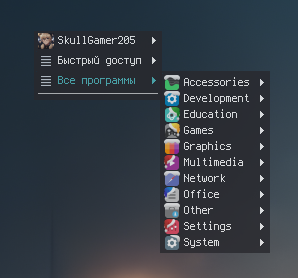 SkullGamer205
Быстрый доступ
Все программы
Accessories
Development
Education
Games
Graphics
Multimedia
Network
Office
Other
Settings
System